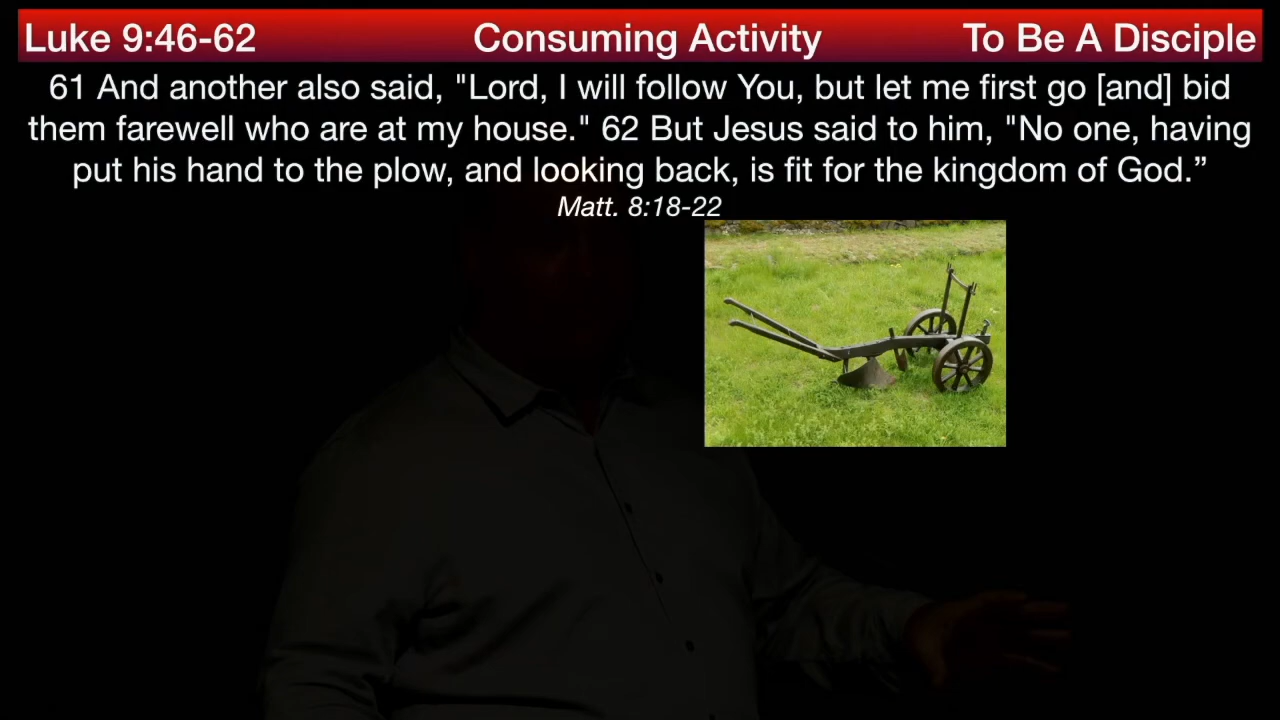 Luke 9:46-62 Consuming Activity To Be A Disciple
61 And another also said, "Lord, I will follow You, but let me first go [and] bid
them farewell who are at my house." 62 But Jesus said to him, "No one, having
put his hand to the plow, and looking back, is fit for the kingdom of God.”
Matt. 8:18-22